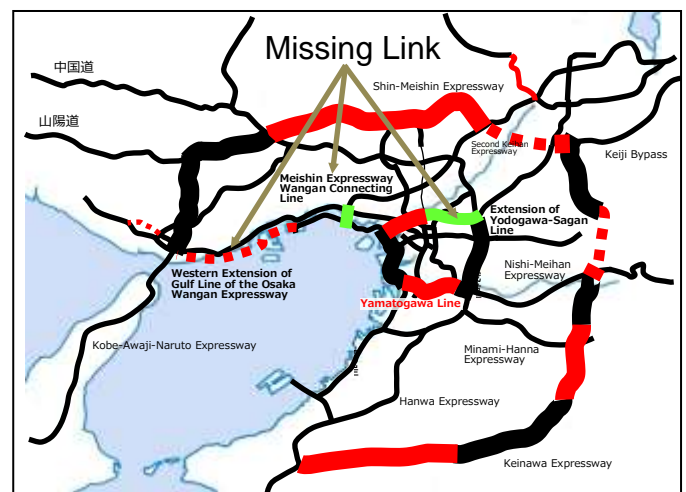 Missing Link
中国道
山陽道
Shin-Meishin Expressway
Second Keihan
Expressway
Keiji Bypass
Meishin Expressway
Wangan Connecting
Line
Extension of
Yodogawa-Sagan
Line
Nishi-Meihan
Expressway
Western Extension of
Gulf Line of the Osaka
Wangan Expressway
Yamatogawa Line
Kobe-Awaji-Naruto Expressway
Minami-Hanna
Expressway
Hanwa Expressway
Keinawa Expressway